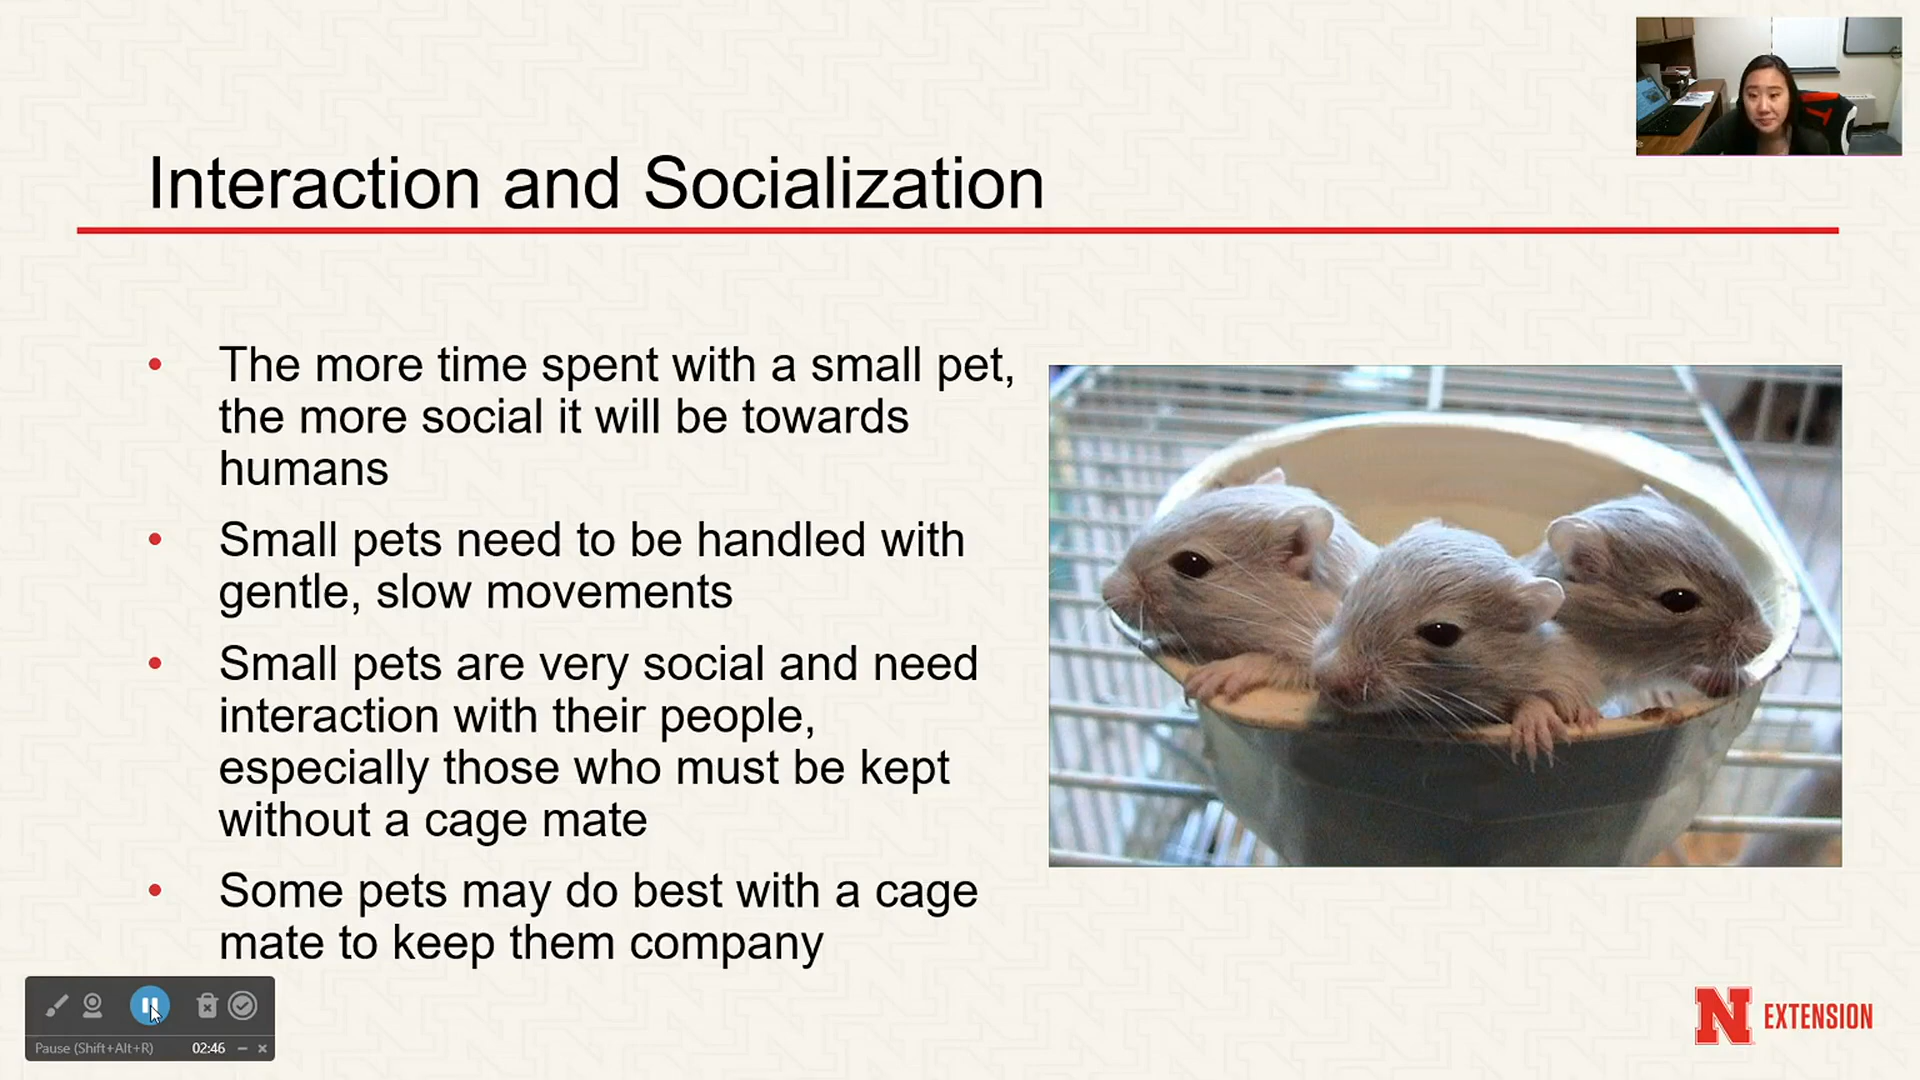 Interaction and Socialization
• The more time spent with a small pet,
the more social it will be towards
humans
• Small pets need to be handled with
gentle, slow movements
• Small pets are very social and need
interaction with their people,
especially those who must be kept
without a cage mate
• Some pets may do best with a cage
mate to keep them company
Pause (Shift+Alt+R) 02:46
N EXTENSION